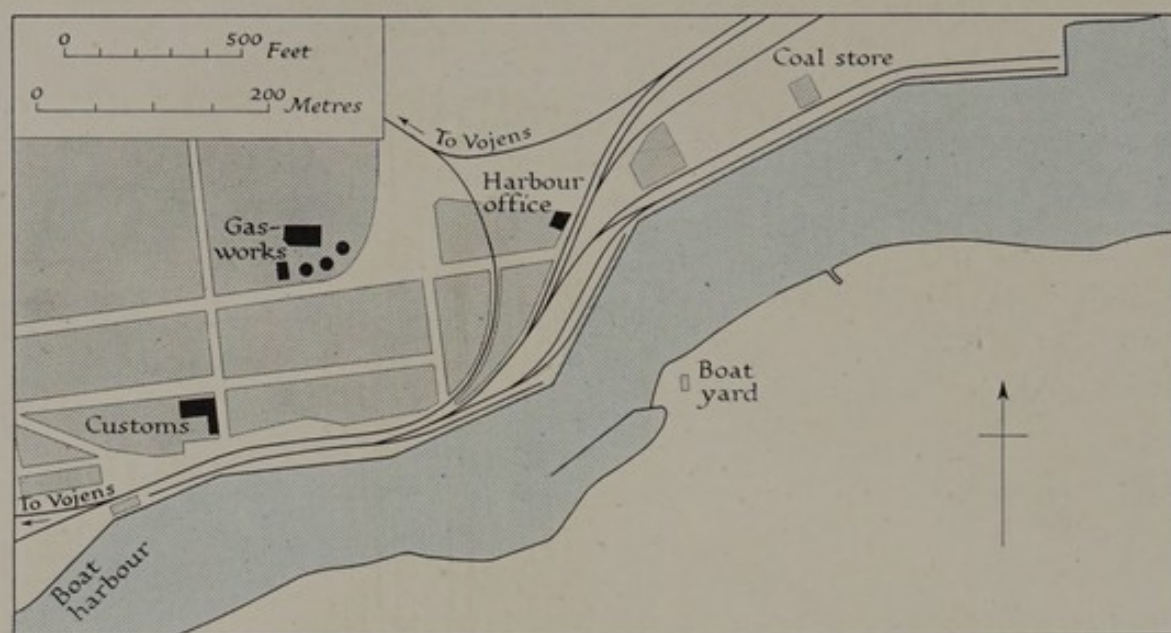 0 500 Feet
0 200 Metres
Coal store
To Vojens
Harbour
office
Gas-
works
Boat
yard
Customs
To Vojens
Boat
harbour